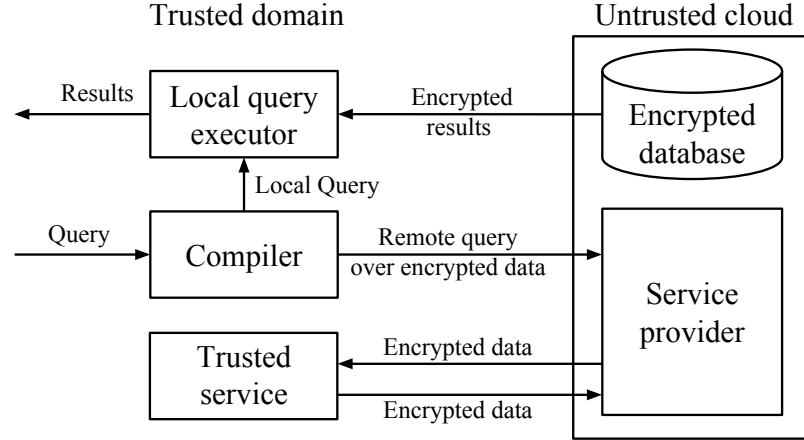 Trusted domain
Untrusted cloud
Results
Local query
executor
Encrypted
results
Encrypted
database
Local Query
Query
Compiler
Remote query
over encrypted data
Service
provider
Trusted
service
Encrypted data
Encrypted data